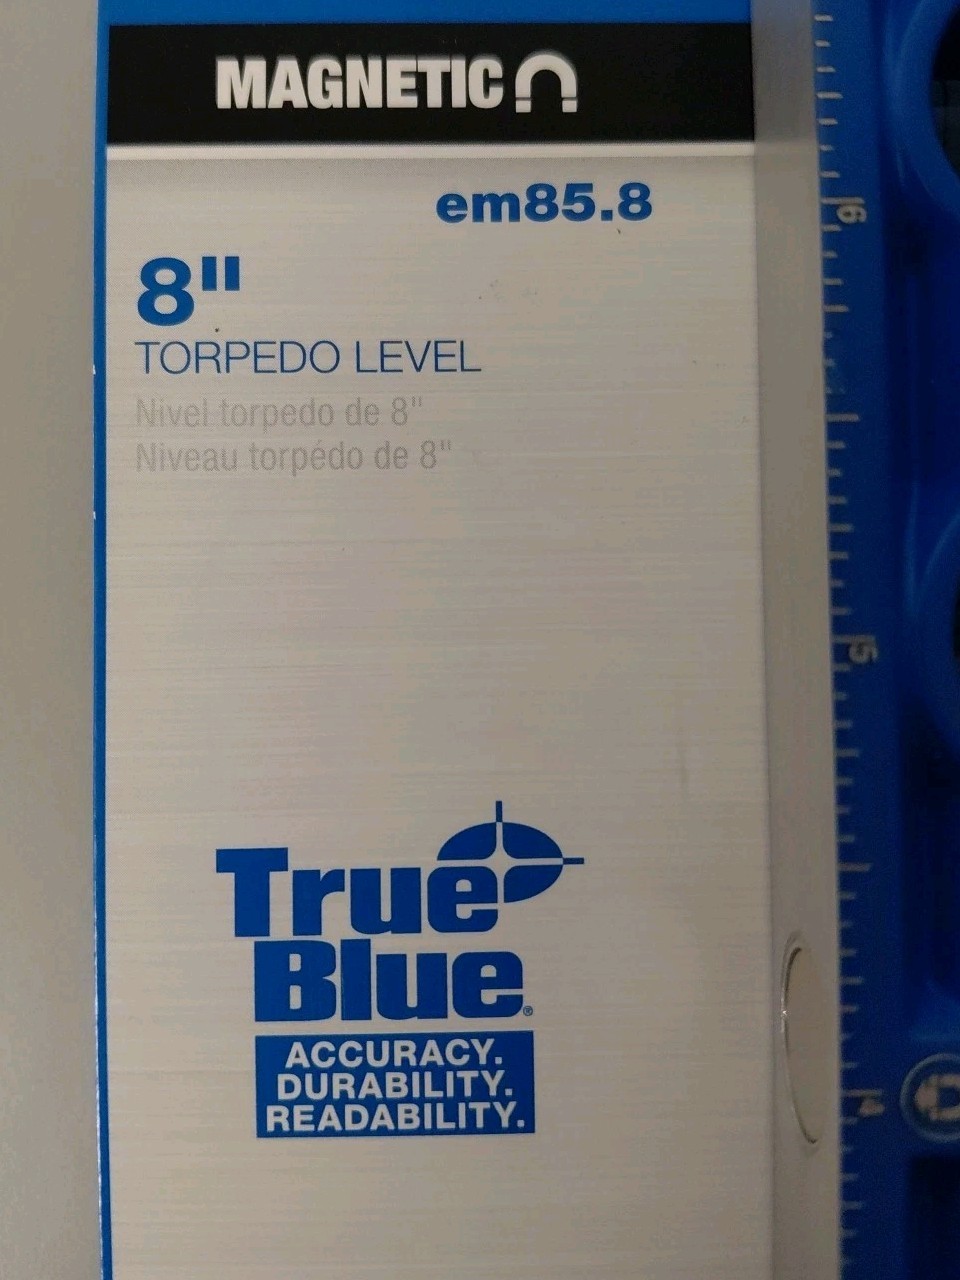 MAGNETIC
em85.8
8"
TORPEDO LEVEL
Nivel torpedo de 8"
Niveau torpédo de 8"
True
Blue®
ACCURACY.
DURABILITY.
READABILITY.
6
5
4